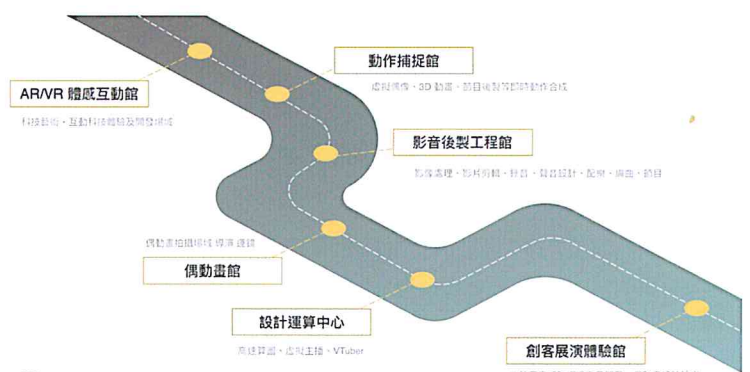 動作捕捉館
虛擬偶像、3D 動畫、節目後製等即時動作合成
AR/VR 體感互動館
科技藝術、互動科技體驗及開發場域
影音後製工程館
影像處理、影片剪輯、錄音、聲音設計、配樂、編曲、節目
偶動畫拍攝場域 導演 運鏡
偶動畫館
設計運算中心
高速算圖、虛擬主播、VTuber
創客展演體驗館